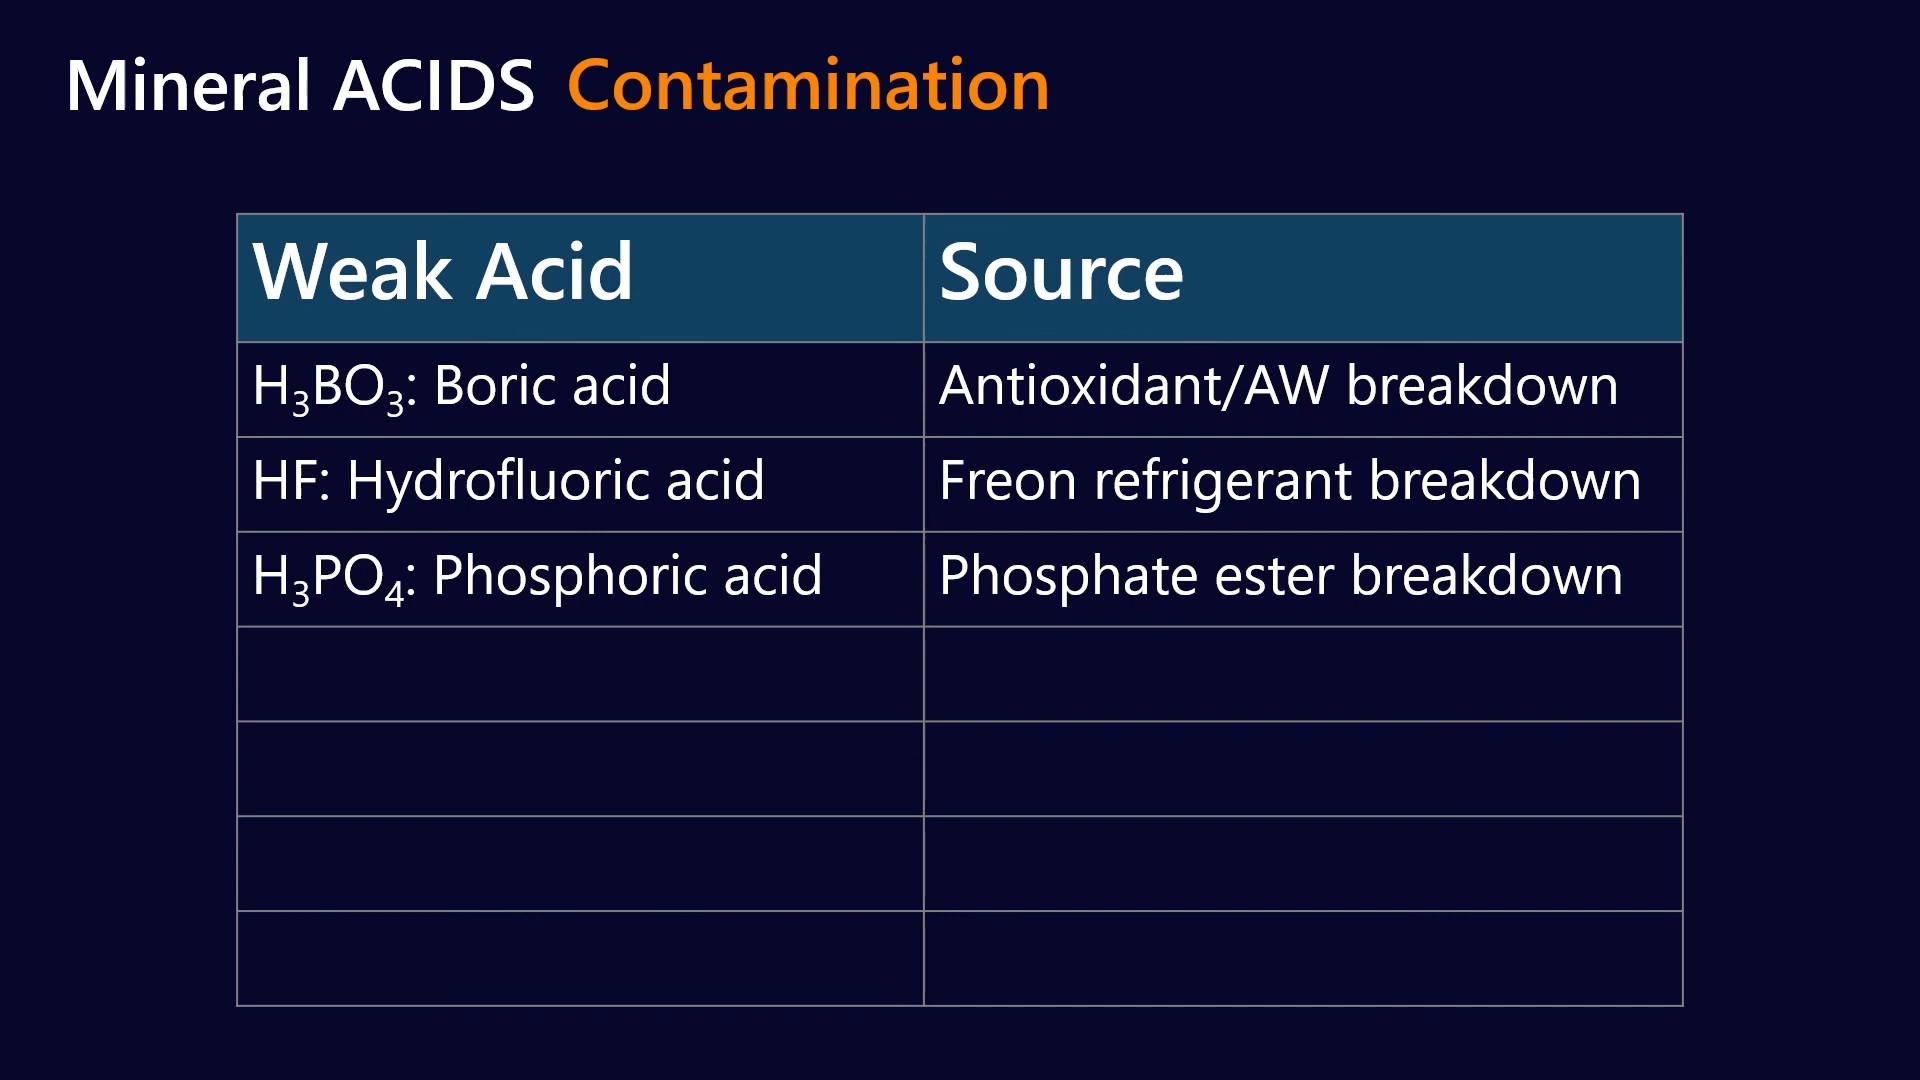 Mineral ACIDS Contamination
Weak Acid Source
H₃BO₃: Boric acid Antioxidant/AW breakdown
HF: Hydrofluoric acid Freon refrigerant breakdown
H₃PO₄: Phosphoric acid Phosphate ester breakdown